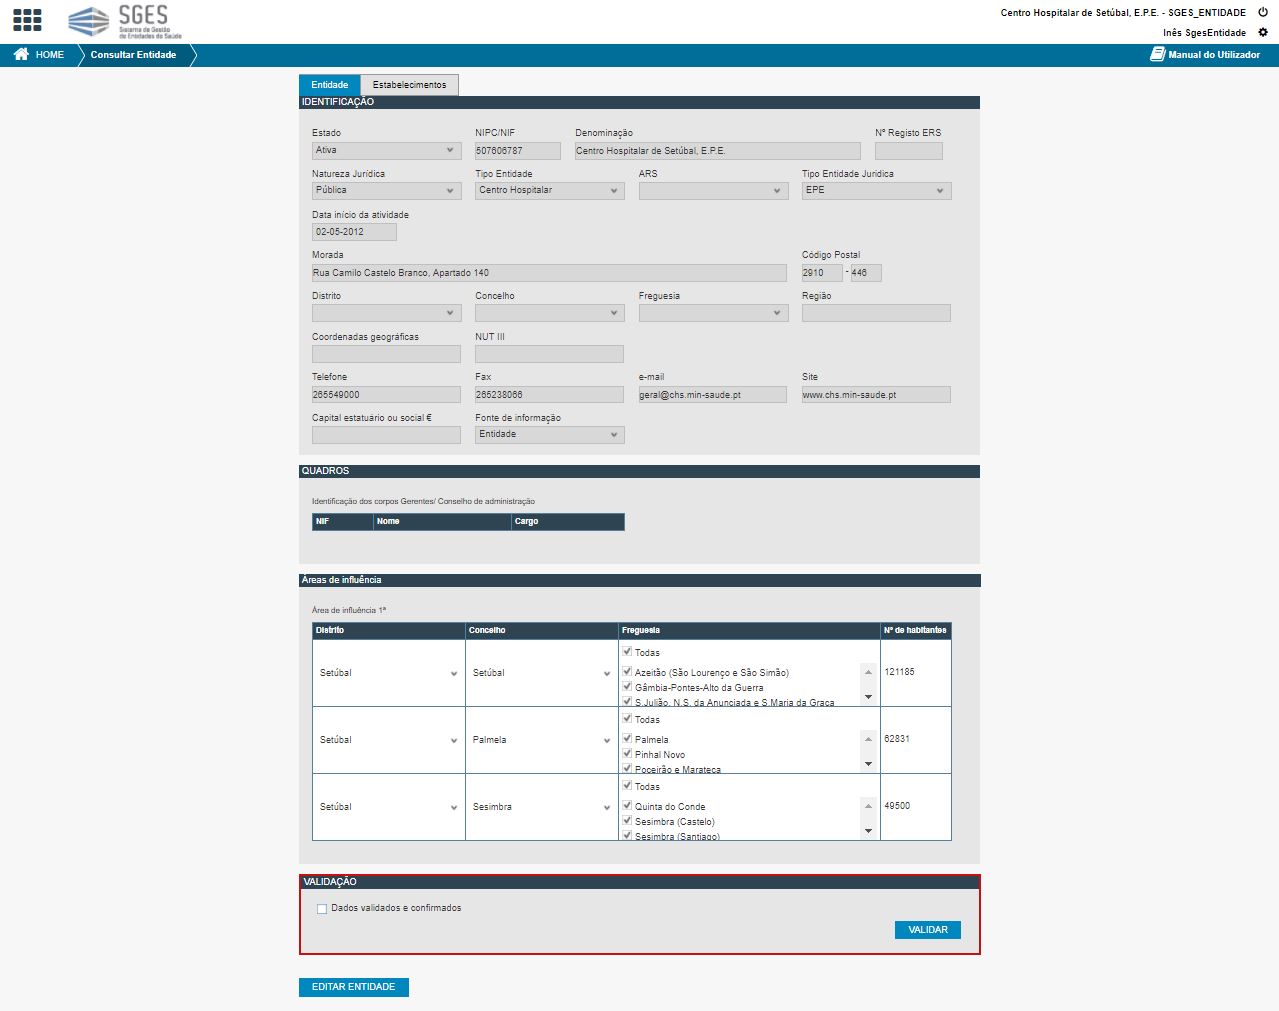 SGES
Sistema de Gestão
de Entidades da Saúde
Centro Hospitalar de Setúbal, E.P.E. - SGES_ENTIDADE
Inês SgesEntidade
HOME
Consultar Entidade
Manual do Utilizador
Entidade
Estabelecimentos
IDENTIFICAÇÃO
Estado
NIPC/NIF
Denominação
Nº Registo ERS
Ativa
507606787
Centro Hospitalar de Setúbal, E.P.E.
Natureza Jurídica
Tipo Entidade
ARS
Tipo Entidade Jurídica
Pública
Centro Hospitalar
EPE
Data início da atividade
02-05-2012
Morada
Código Postal
Rua Camilo Castelo Branco, Apartado 140
2910 - 446
Distrito
Concelho
Freguesia
Região
Coordenadas geográficas
NUT III
Telefone
Fax
e-mail
Site
265549000
265238066
geral@chs.min-saude.pt
www.chs.min-saude.pt
Capital estatuário ou social €
Fonte de informação
Entidade
QUADROS
Identificação dos corpos Gerentes/ Conselho de administração
NIF
Nome
Cargo
Áreas de influência
Área de influência 1ª
Distrito
Concelho
Freguesia
Nº de habitantes
Setúbal
Setúbal
Todas
Azeitão (São Lourenço e São Simão)
Gâmbia-Pontes-Alto da Guerra
S.Julião, N.S. da Anunciada e S.Maria da Graça
121185
Setúbal
Palmela
Todas
Palmela
Pinhal Novo
Poceirão e Marateca
62831
Setúbal
Sesimbra
Todas
Quinta do Conde
Sesimbra (Castelo)
Sesimbra (Santiago)
49500
VALIDAÇÃO
Dados validados e confirmados
VALIDAR
EDITAR ENTIDADE